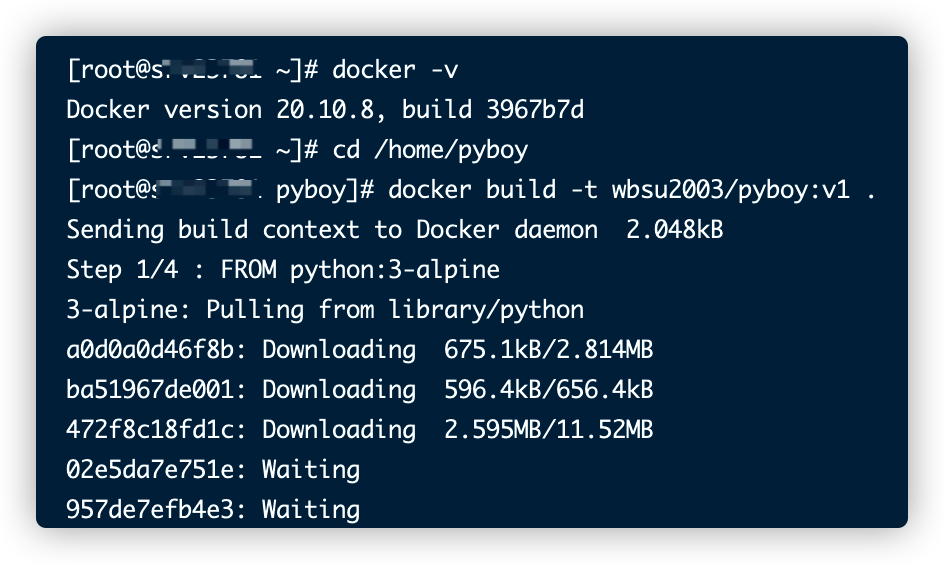 [root@s ~]# docker -v
Docker version 20.10.8, build 3967b7d
[root@s ~]# cd /home/pyboy
[root@s pyboy]# docker build -t wbsu2003/pyboy:v1 .
Sending build context to Docker daemon  2.048kB
Step 1/4 : FROM python:3-alpine
3-alpine: Pulling from library/python
a0d0a0d46f8b: Downloading  675.1kB/2.814MB
ba51967de001: Downloading  596.4kB/656.4kB
472f8c18fd1c: Downloading  2.595MB/11.52MB
02e5da7e751e: Waiting
957de7efb4e3: Waiting